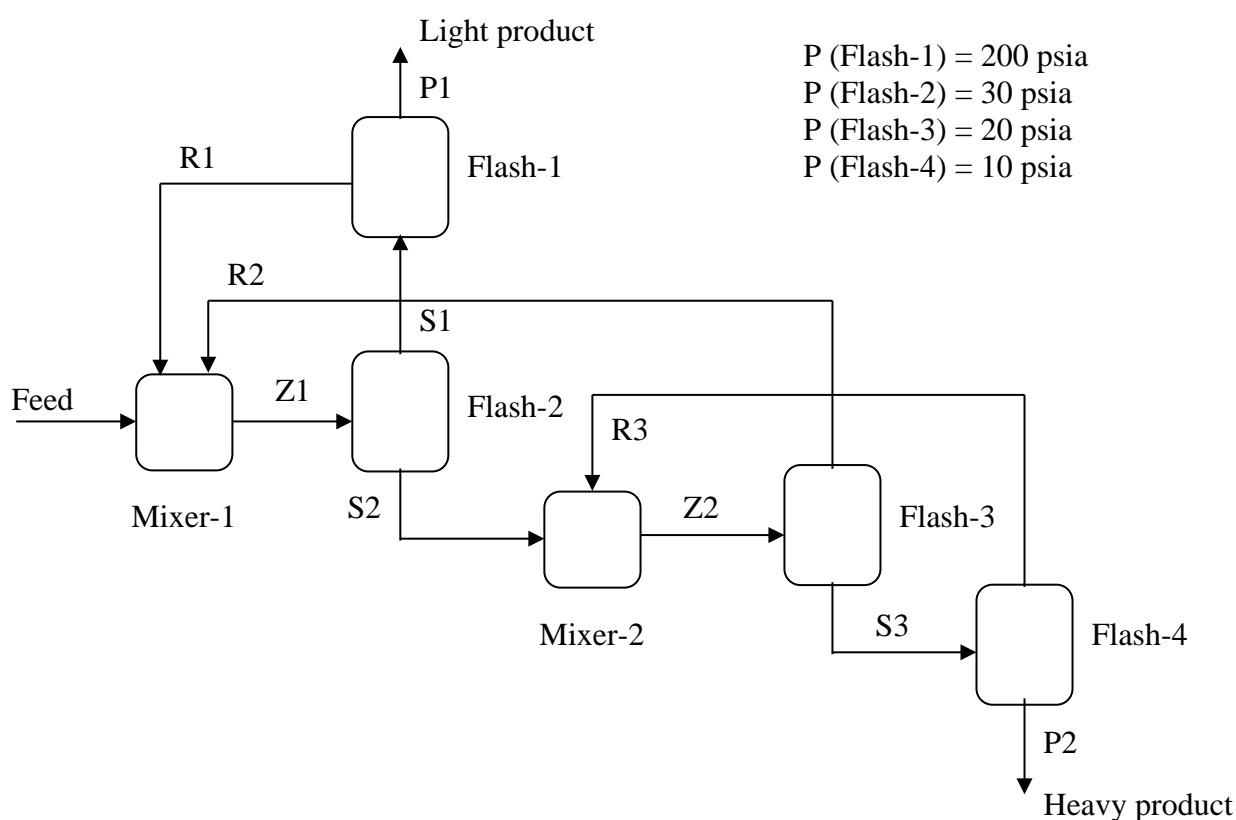 Light product
P (Flash-1) = 200 psia
P (Flash-2) = 30 psia
P (Flash-3) = 20 psia
P (Flash-4) = 10 psia
P1
R1
Flash-1
R2
S1
Feed
Z1
Flash-2
R3
Mixer-1
S2
Z2
Flash-3
Mixer-2
S3
Flash-4
P2
Heavy product